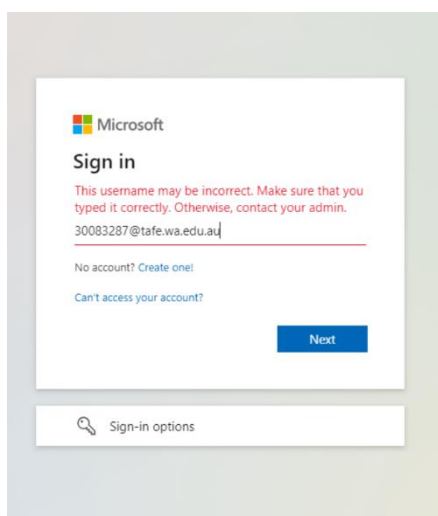 Microsoft
Sign in
This username may be incorrect. Make sure that you
typed it correctly. Otherwise, contact your admin.
30083287@tafe.wa.edu.au
No account? Create one!
Can't access your account?
Next
Sign-in options